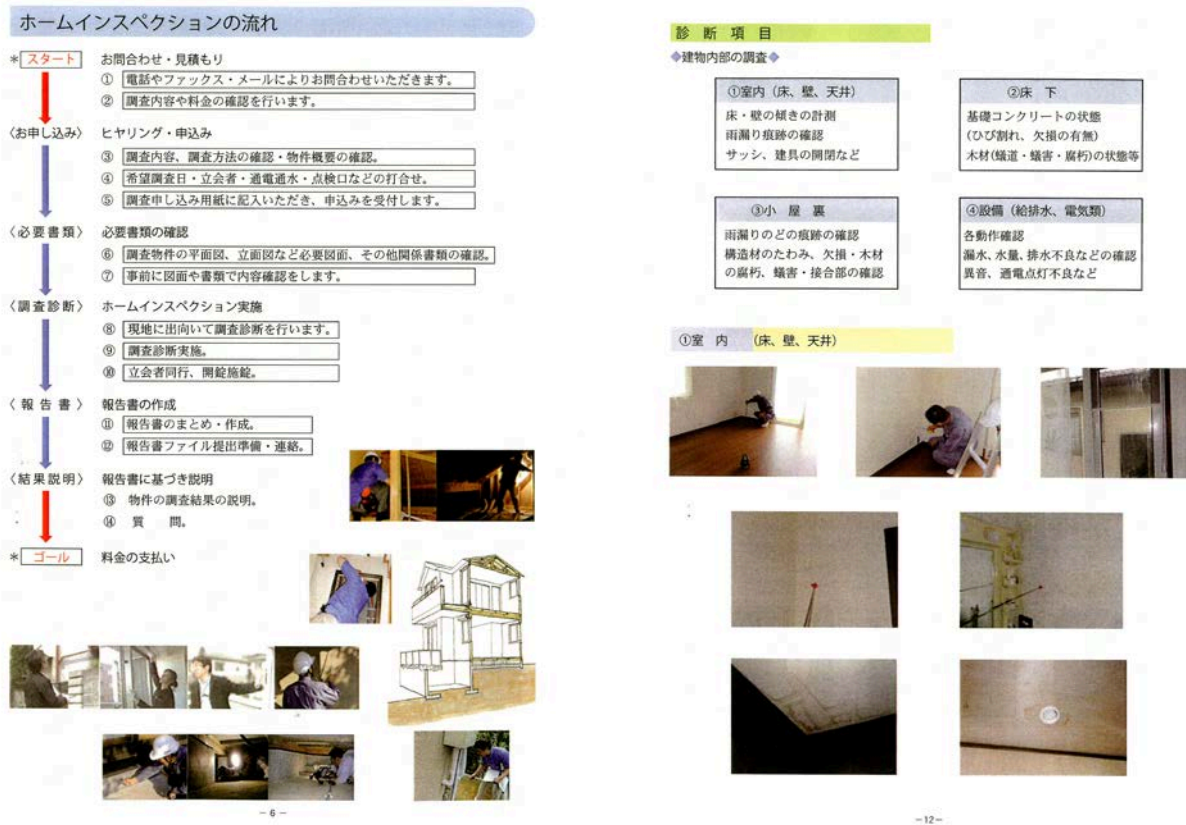 ホームインスペクションの流れ
*スタート お問合わせ・見積もり
① 電話やファックス・メールによりお問合わせいただきます。
② 調査内容や料金の確認を行います。
〈お申し込み〉 ヒヤリング・申込み
③ 調査内容、調査方法の確認・物件概要の確認。
④ 希望調査日・立会者・通電通水・点検口などの打合せ。
⑤ 調査申し込み用紙に記入いただき、申込みを受付します。
〈必要書類〉 必要書類の確認
⑥ 調査物件の平面図、立面図など必要図面、その他関係書類の確認。
⑦ 事前に図面や書類で内容確認をします。
〈調査診断〉 ホームインスペクション実施
⑧ 現地に出向いて調査診断を行います。
⑨ 調査診断実施。
⑩ 立会者同行、開錠施錠。
〈報告書〉 報告書の作成
⑪ 報告書のまとめ・作成。
⑫ 報告書ファイル提出準備・連絡。
〈結果説明〉 報告書に基づき説明
⑬ 物件の調査結果の説明。
⑭ 質 問。
*ゴール 料金の支払い
－6－
診断項目
◆建物内部の調査◆
①室内（床、壁、天井）
床・壁の傾きの計測
雨漏り痕跡の確認
サッシ、建具の開閉など
②床 下
基礎コンクリートの状態
(ひび割れ、欠損の有無)
木材(蟻道・蟻害・腐朽)の状態等
③小屋裏
雨漏りのどの痕跡の確認
構造材のたわみ、欠損・木材
の腐朽、蟻害・接合部の確認
④設備（給排水、電気類）
各動作確認
漏水、水量、排水不良などの確認
異音、通電点灯不良など
①室 内 （床、壁、天井）
－12－